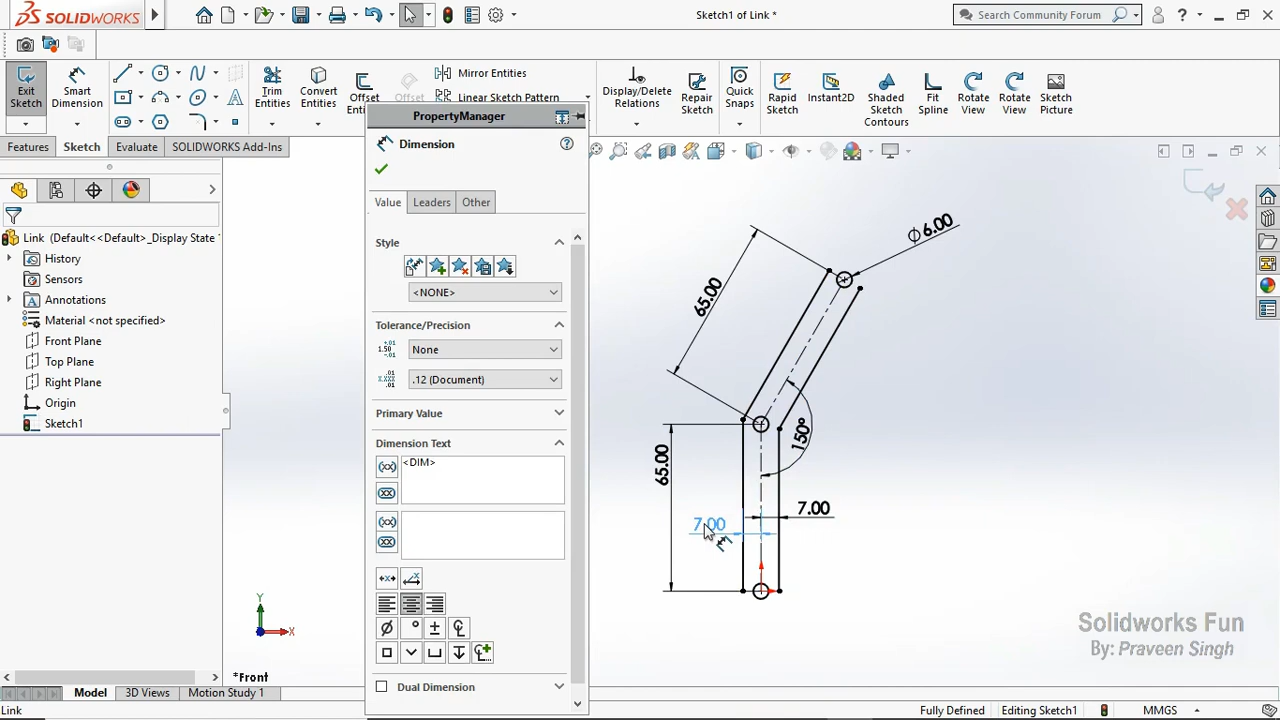 SOLIDWORKS
Sketch1 of Link *
Search Community Forum
?
Exit Sketch
Smart Dimension
Trim Entities
Convert Entities
Offset
Offset
Mirror Entities
Linear Sketch Pattern
Display/Delete Relations
Repair Sketch
Quick Snaps
Rapid Sketch
Instant2D
Shaded Sketch Contours
Fit Spline
Rotate View
Rotate View
Sketch Picture
Features
Sketch
Evaluate
SOLIDWORKS Add-Ins
PropertyManager
Dimension
?
Value
Leaders
Other
Style
<NONE>
Tolerance/Precision
None
.12 (Document)
Primary Value
Dimension Text
<DIM>
Dual Dimension
Link (Default<<Default>_Display State
History
Sensors
Annotations
Material <not specified>
Front Plane
Top Plane
Right Plane
Origin
Sketch1
∅6.00
65.00
150°
65.00
7.00
7.00
Y
X
*Front
Solidworks Fun
By: Praveen Singh
Model
3D Views
Motion Study 1
Link
Fully Defined
Editing Sketch1
MMGS